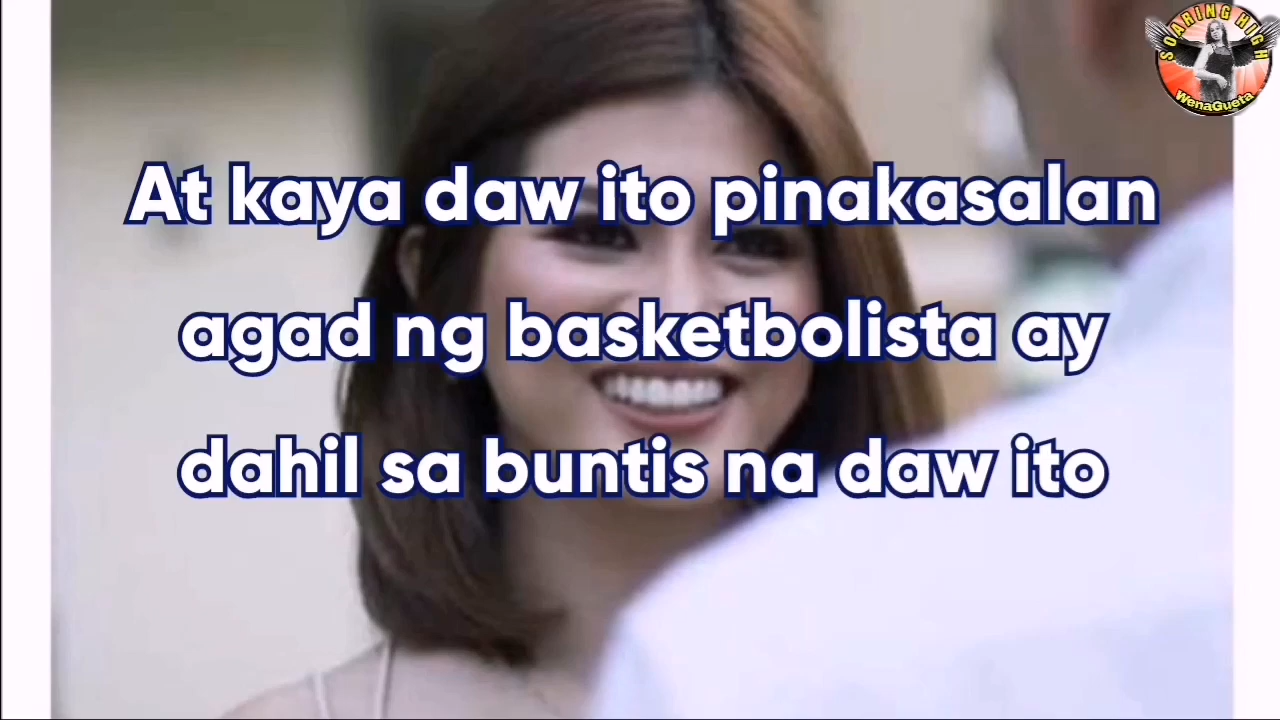 SOARING HIGH
WenaGueta
At kaya daw ito pinakasalan
agad ng basketbolista ay
dahil sa buntis na daw ito